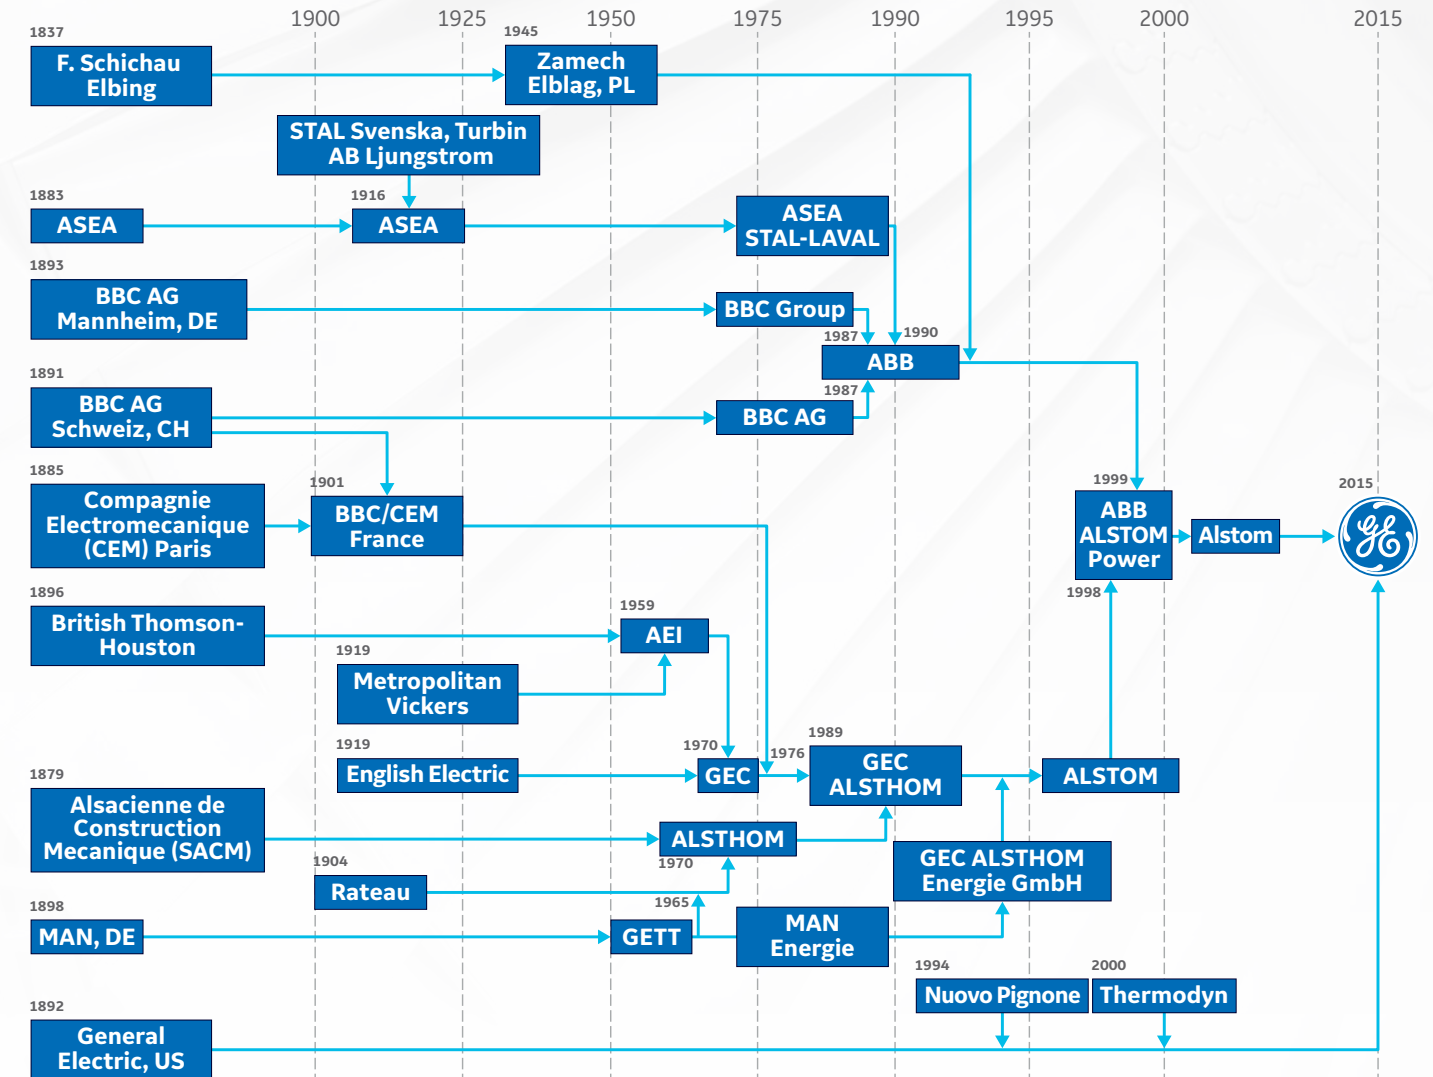 1900 1925 1950 1975 1990 1995 2000 2015
1837
F. Schichau
Elbing
1945
Zamech
Elblag, PL
STAL Svenska, Turbin
AB Ljungstrom
1883
ASEA
1916
ASEA
ASEA
STAL-LAVAL
1893
BBC AG
Mannheim, DE
BBC Group
1987
1990
ABB
1891
BBC AG
Schweiz, CH
1987
BBC AG
1885
Compagnie
Electromecanique
(CEM) Paris
1901
BBC/CEM
France
1999
ABB
ALSTOM
Power
1998
Alstom
2015
GE
1896
British Thomson-
Houston
1959
AEI
1919
Metropolitan
Vickers
1919
English Electric
1970
GEC
1976
1989
GEC
ALSTHOM
ALSTOM
1879
Alsacienne de
Construction
Mecanique (SACM)
ALSTHOM
1970
1904
Rateau
GEC ALSTHOM
Energie GmbH
1898
MAN, DE
GETT
1965
MAN
Energie
1994
Nuovo Pignone
2000
Thermodyn
1892
General
Electric, US